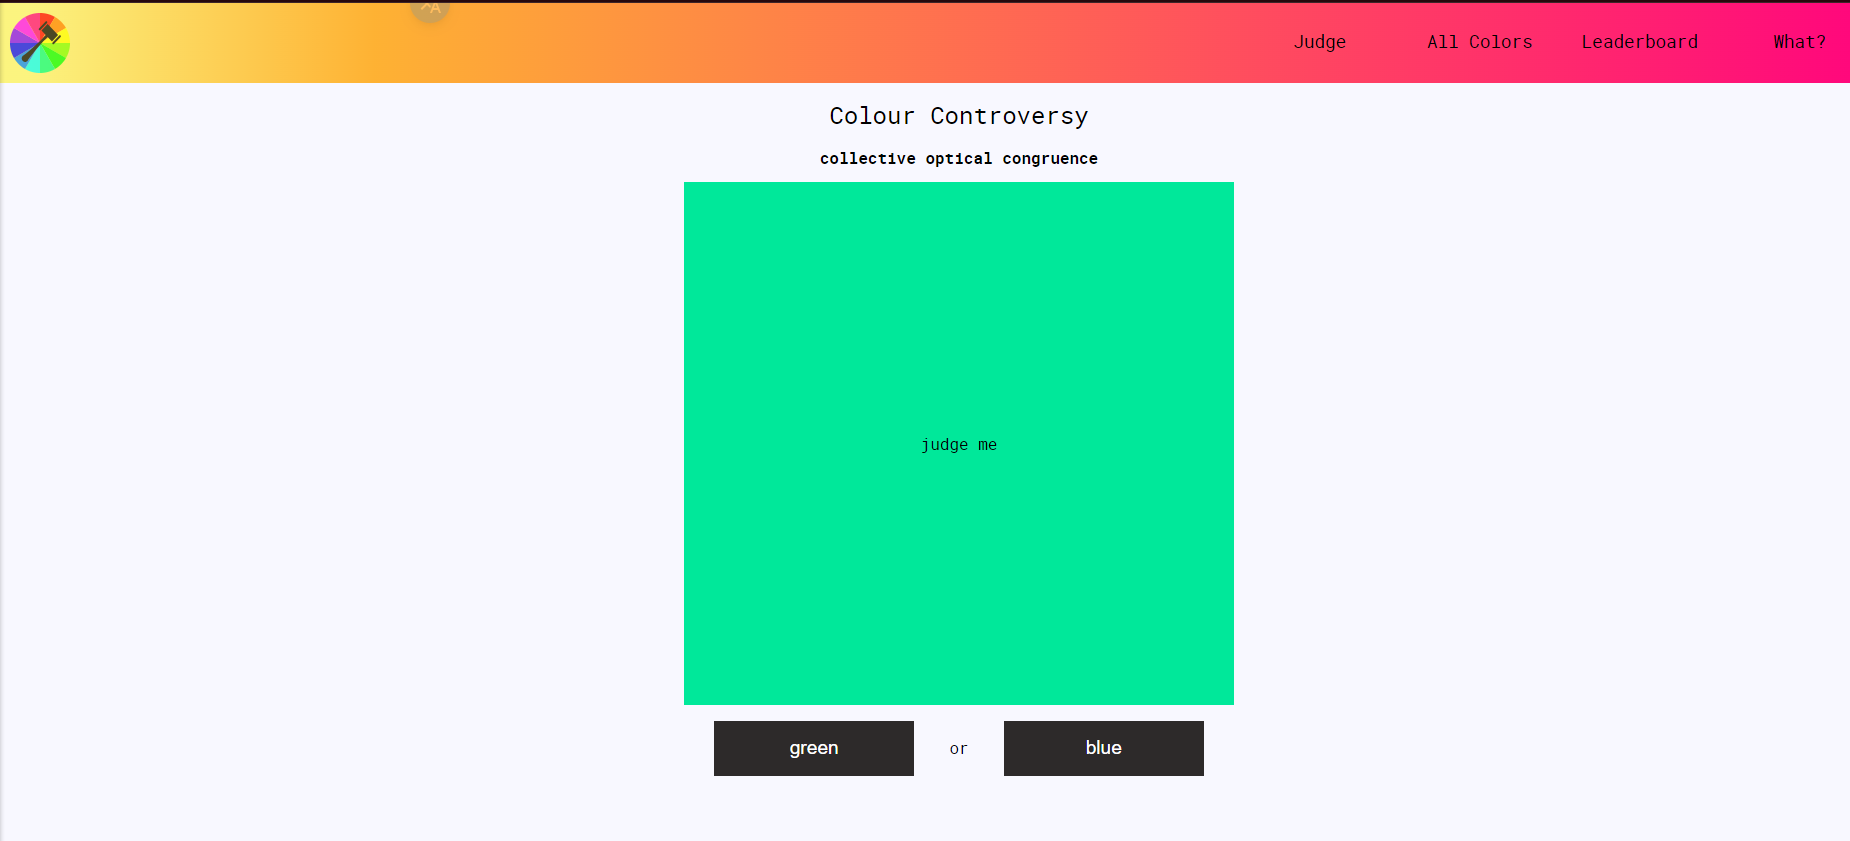 Judge All Colors Leaderboard What?
Colour Controversy
collective optical congruence
judge me
green or blue